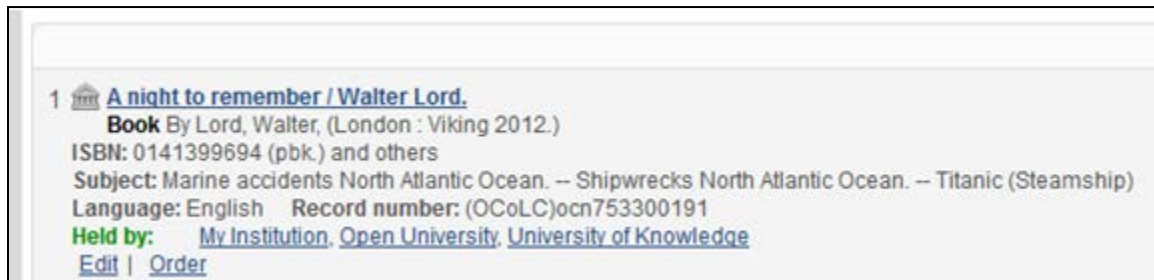 1 A night to remember / Walter Lord.
Book By Lord, Walter, (London : Viking 2012.)
ISBN: 0141399694 (pbk.) and others
Subject: Marine accidents North Atlantic Ocean. -- Shipwrecks North Atlantic Ocean. -- Titanic (Steamship)
Language: English Record number: (OCoLC)ocn753300191
Held by: My Institution, Open University, University of Knowledge
Edit | Order